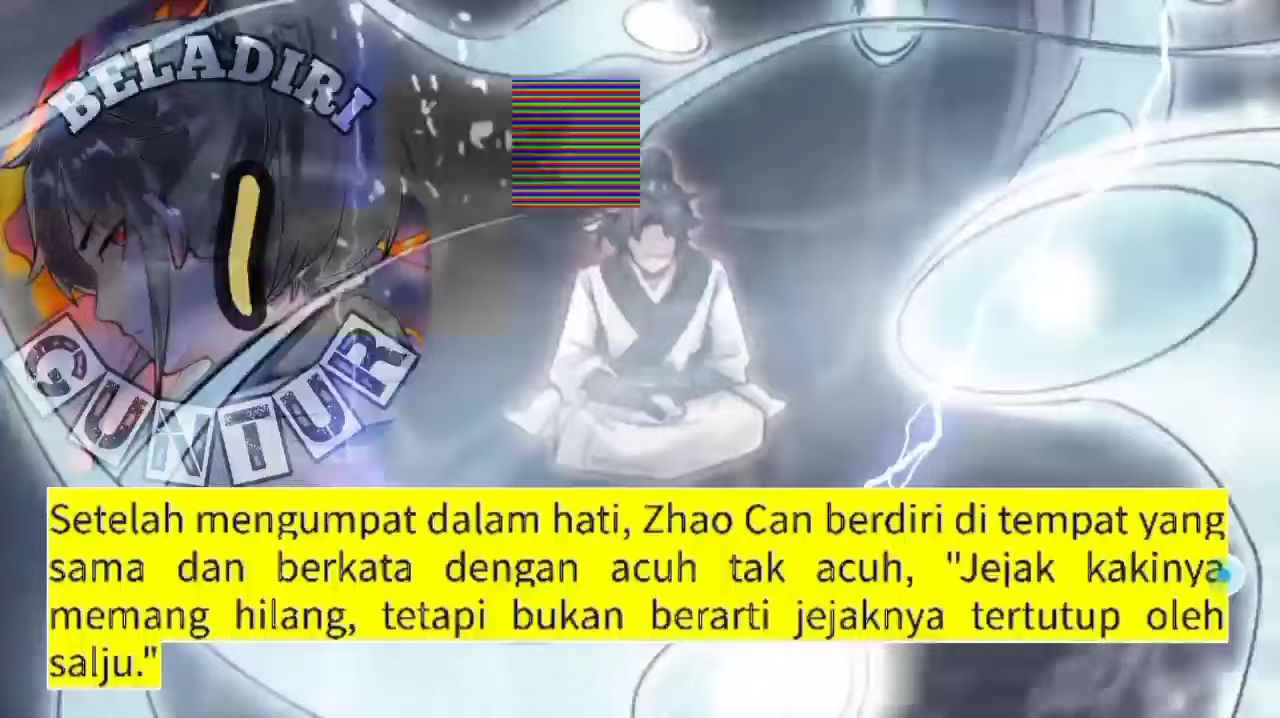 BELADIRI
GUNTUR
Setelah mengumpat dalam hati, Zhao Can berdiri di tempat yang
sama dan berkata dengan acuh tak acuh, "Jejak kakinya
memang hilang, tetapi bukan berarti jejaknya tertutup oleh
salju."